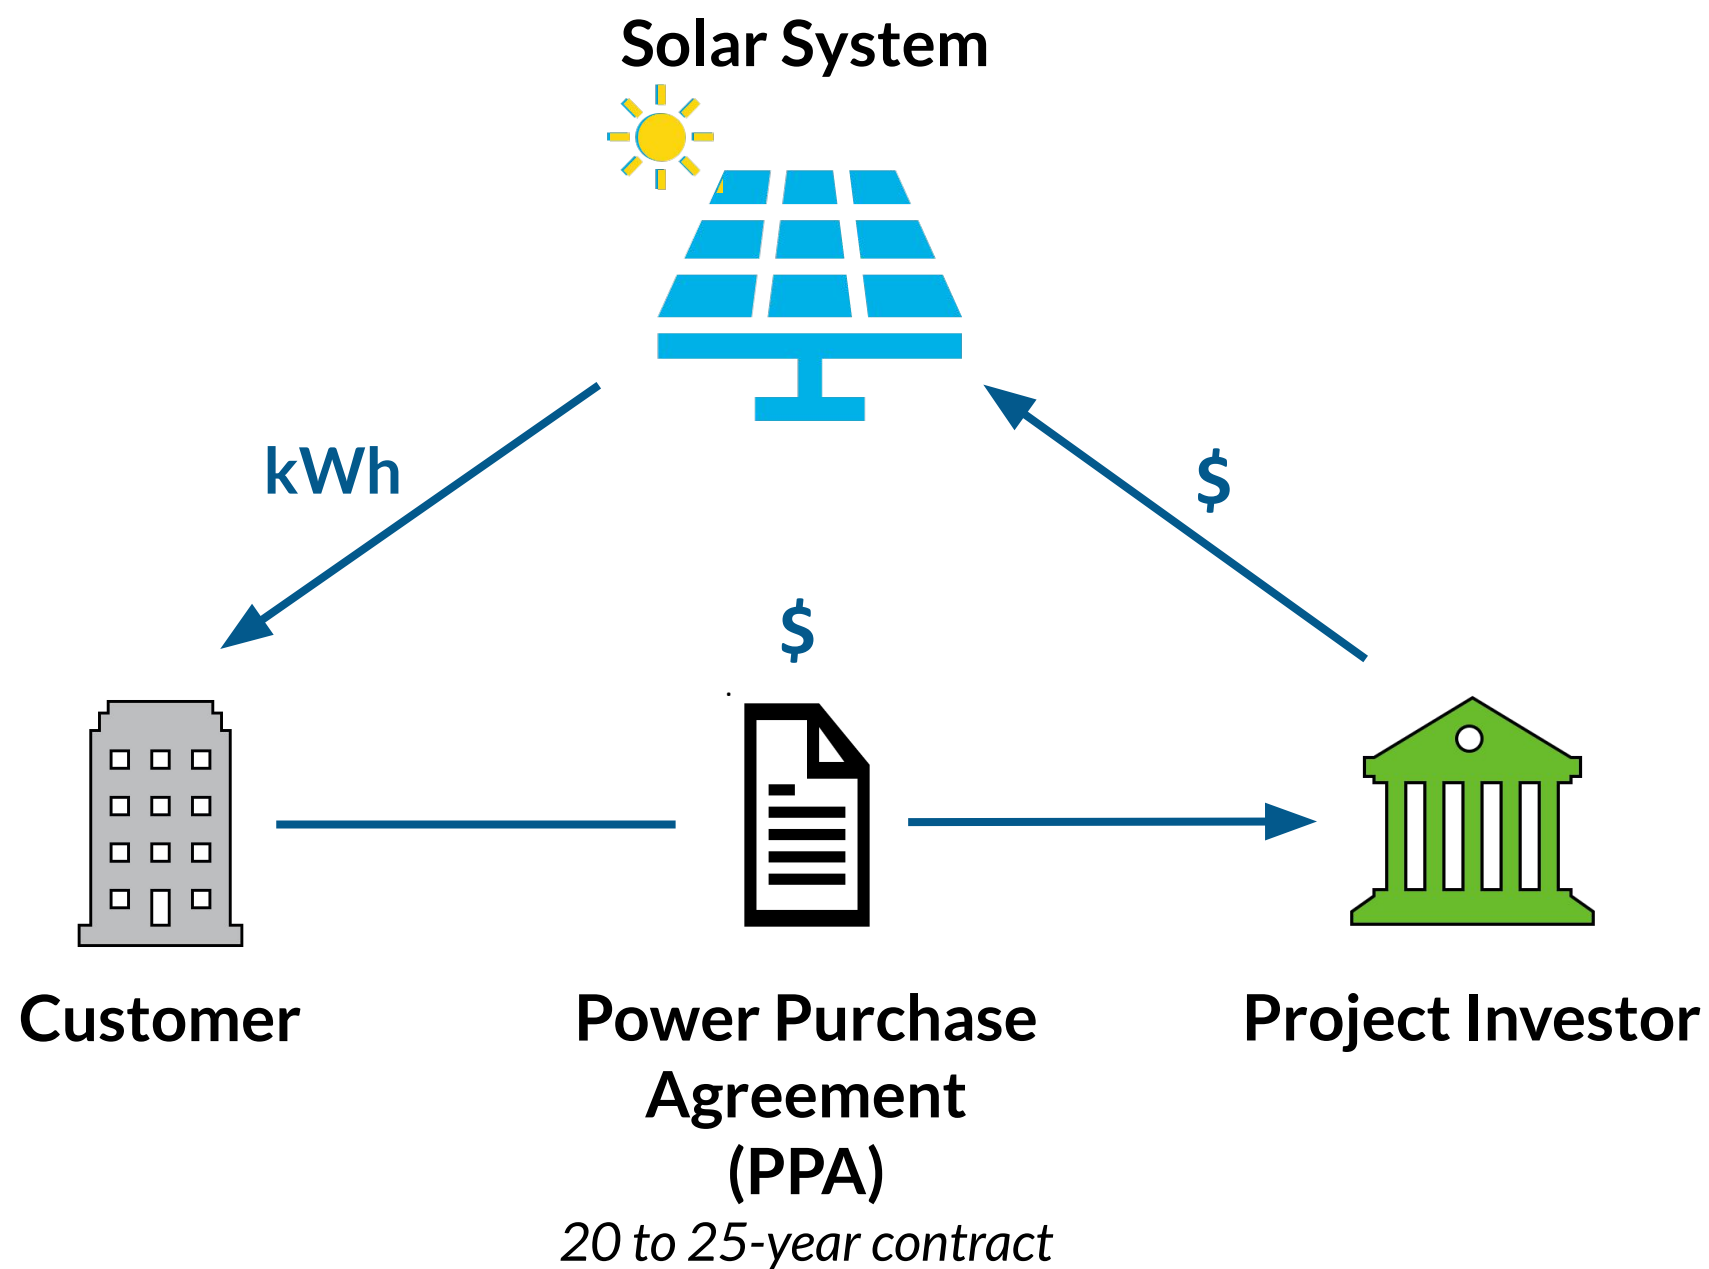 Solar System
kWh
$
$
Customer
Power Purchase
Agreement
(PPA)
20 to 25-year contract
Project Investor